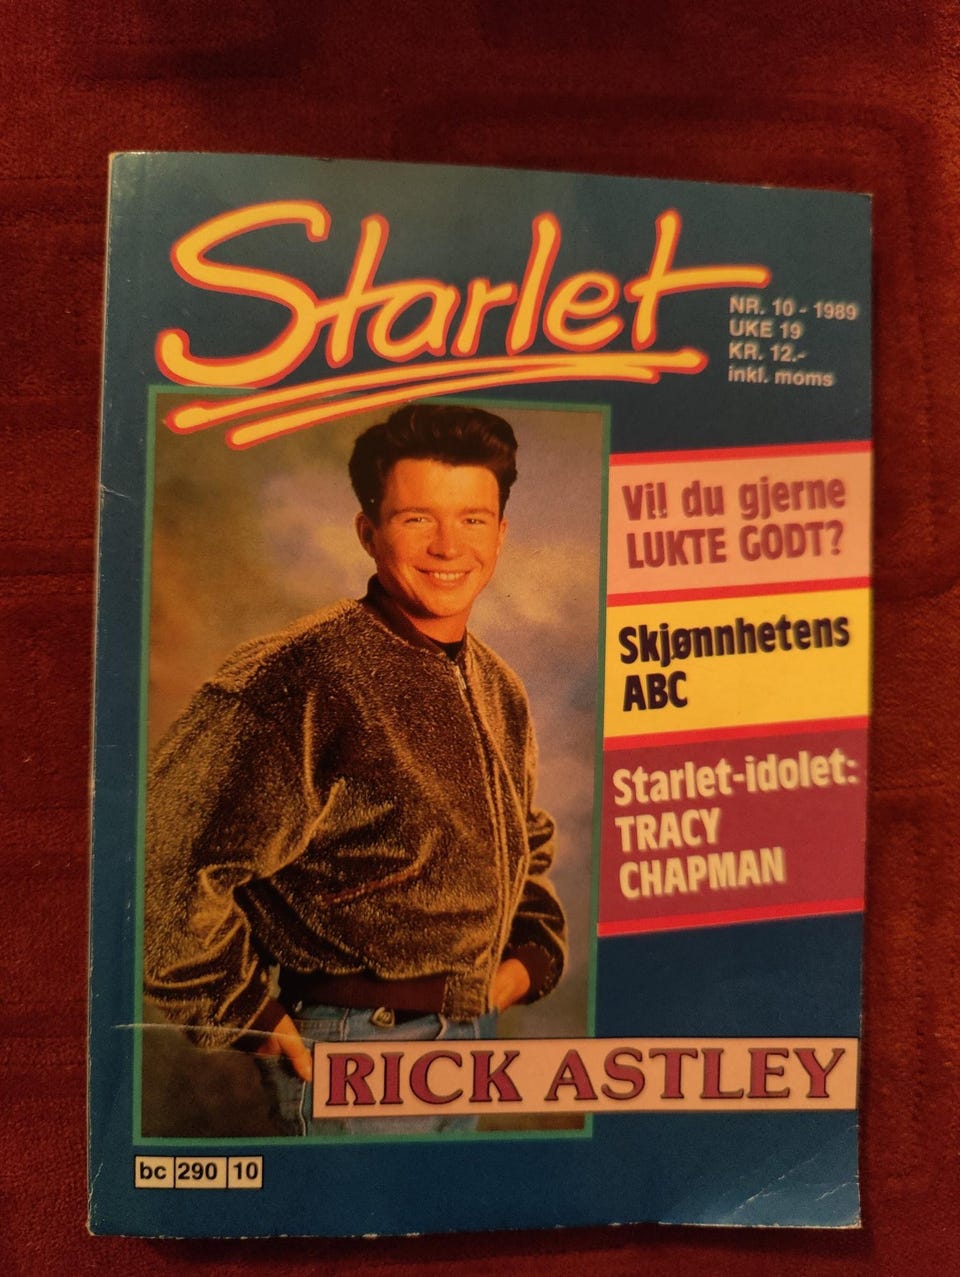 Starlet
NR. 10 - 1989
UKE 19
KR. 12.-
inkl. moms
Vil du gjerne
LUKTE GODT?
Skjønnhetens
ABC
Starlet-idolet:
TRACY
CHAPMAN
RICK ASTLEY
bc 290 10